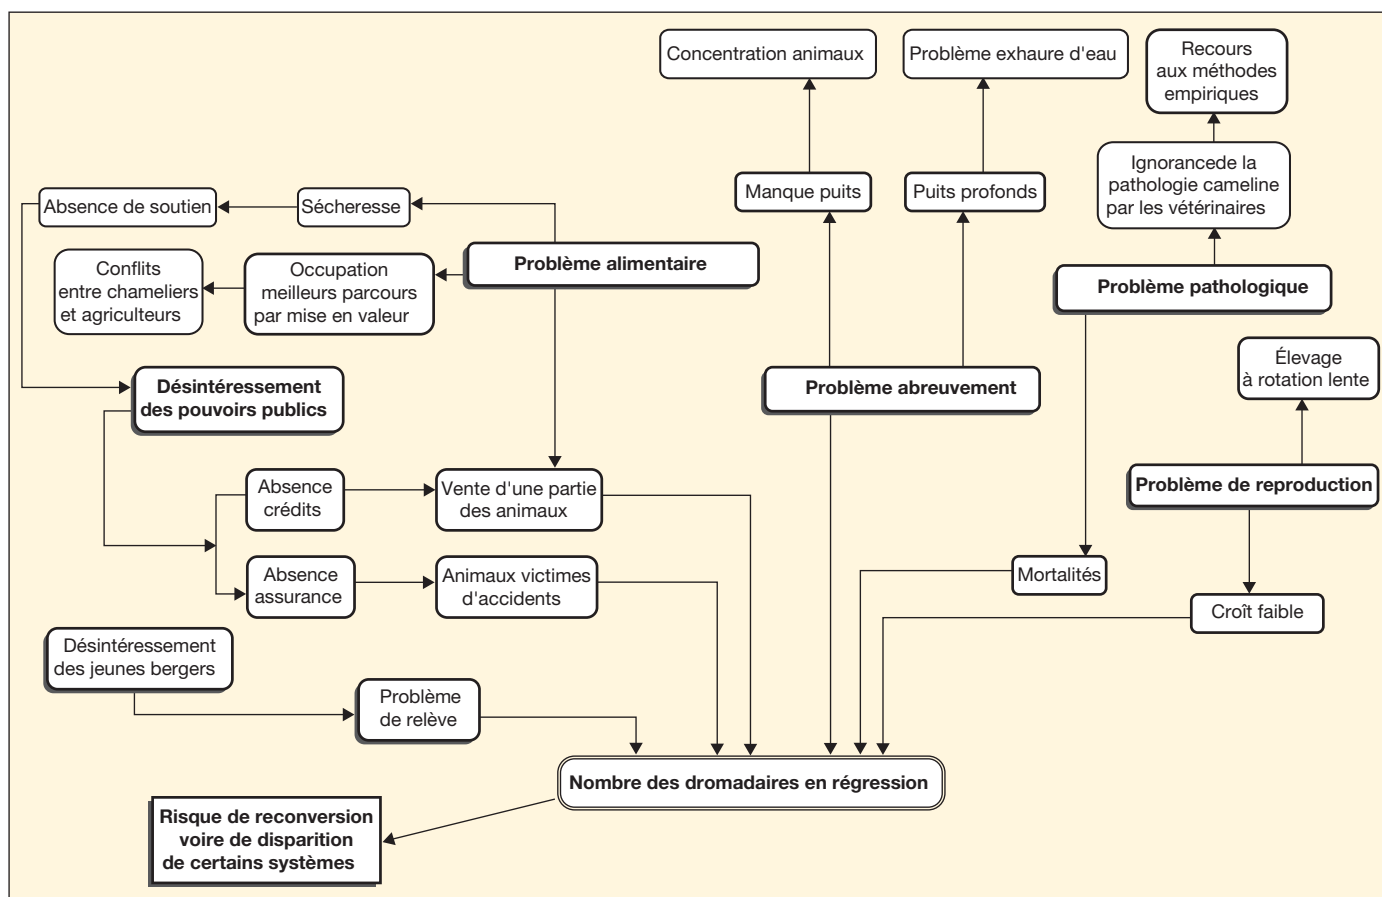 Concentration animaux
Problème exhaure d'eau
Recours
aux méthodes
empiriques
Ignorancede la
pathologie cameline
par les vétérinaires
Manque puits
Puits profonds
Absence de soutien
Sécheresse
Problème alimentaire
Conflits
entre chameliers
et agriculteurs
Occupation
meilleurs parcours
par mise en valeur
Problème pathologique
Élevage
à rotation lente
Désintéressement
des pouvoirs publics
Problème abreuvement
Absence
crédits
Vente d'une partie
des animaux
Problème de reproduction
Absence
assurance
Animaux victimes
d'accidents
Mortalités
Croît faible
Désintéressement
des jeunes bergers
Problème
de relève
Nombre des dromadaires en régression
Risque de reconversion
voire de disparition
de certains systèmes